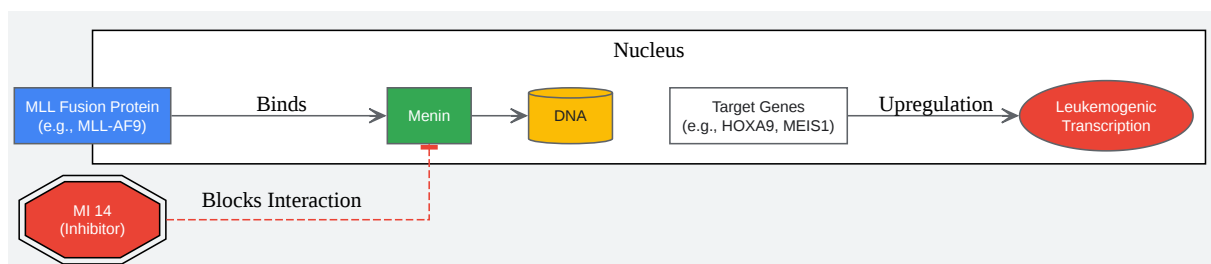 Nucleus
MLL Fusion Protein
(e.g., MLL-AF9)
Binds
Menin
DNA
Target Genes
(e.g., HOXA9, MEIS1)
Upregulation
Leukemogenic
Transcription
MI 14
(Inhibitor)
Blocks Interaction